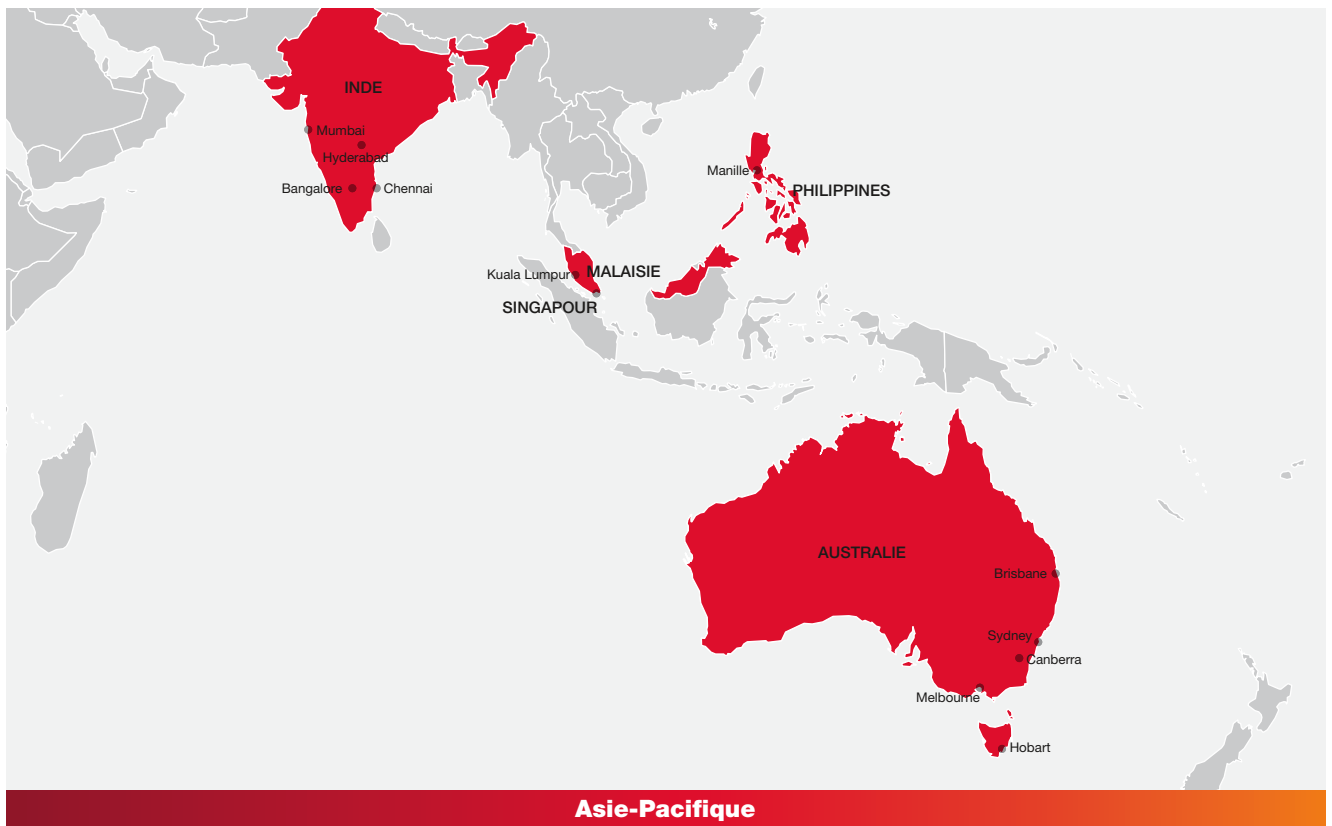 INDE
Mumbai
Hyderabad
Bangalore
Chennai
Manille
PHILIPPINES
Kuala Lumpur
MALAISIE
SINGAPOUR
AUSTRALIE
Brisbane
Sydney
Canberra
Melbourne
Hobart
Asie-Pacifique